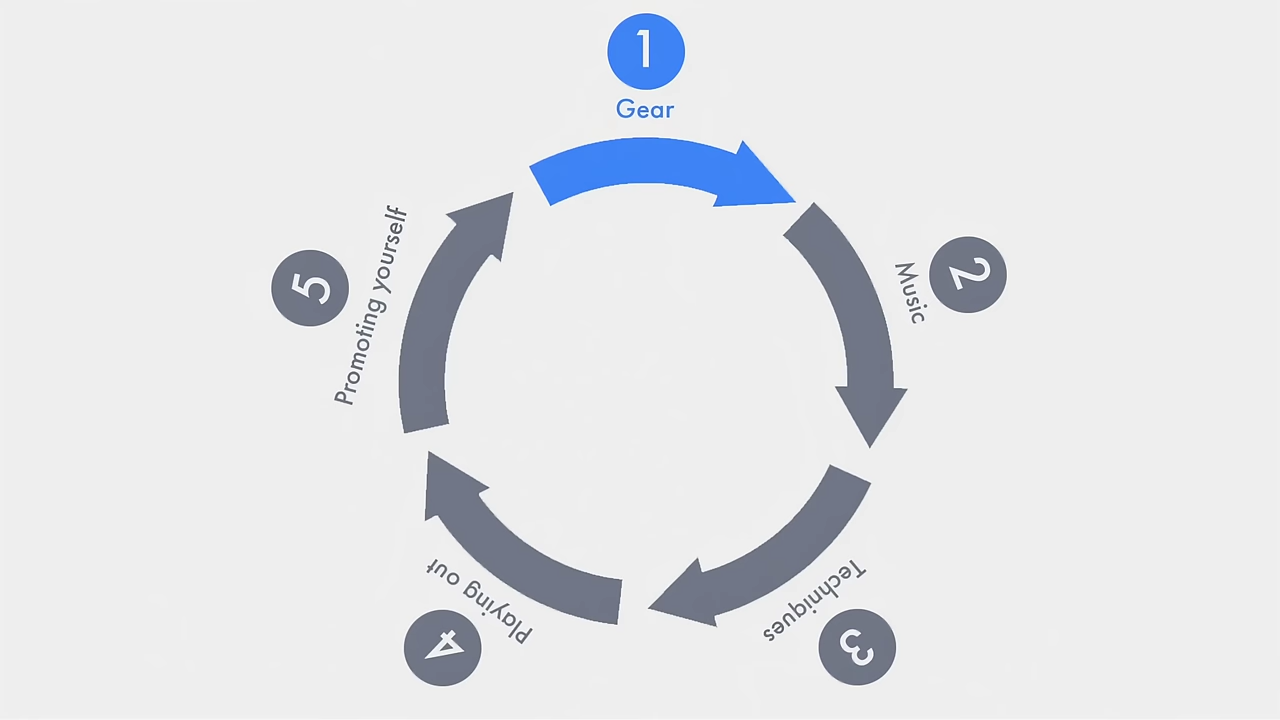 1
Gear
2
Music
3
Techniques
4
Playing out
5
Promoting yourself